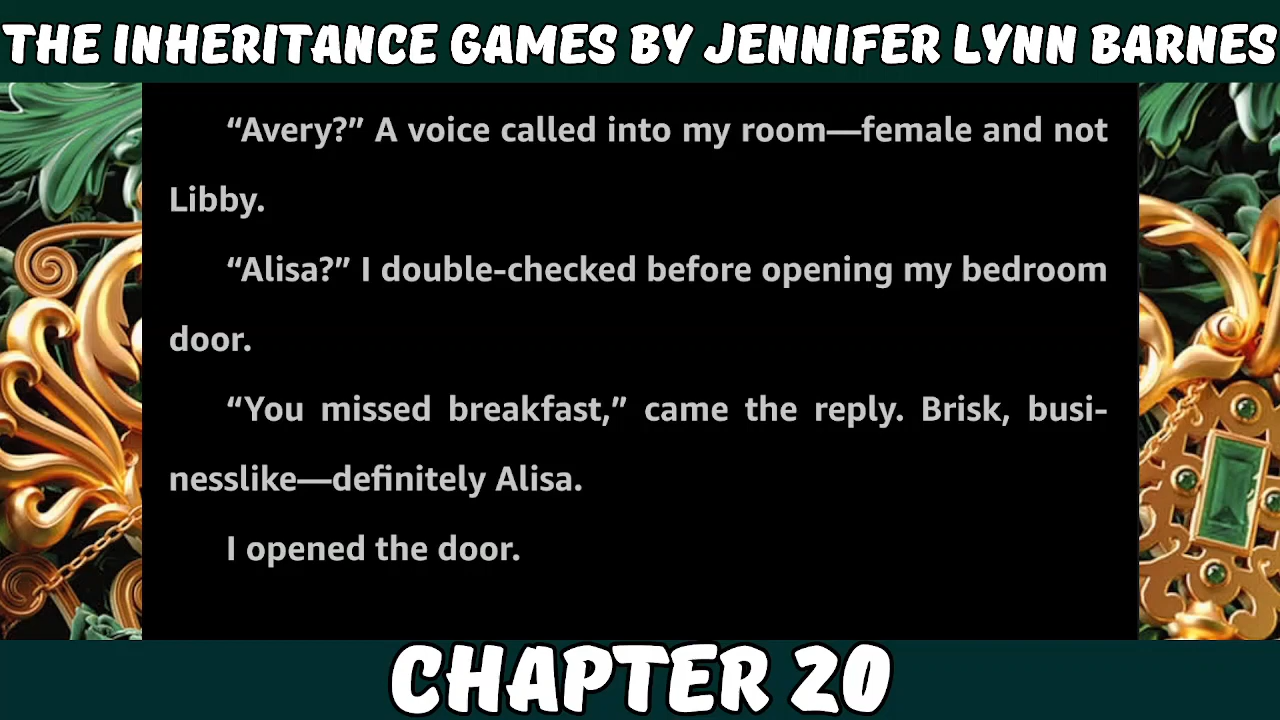 THE INHERITANCE GAMES BY JENNIFER LYNN BARNES
“Avery?” A voice called into my room—female and not
Libby.
“Alisa?” I double-checked before opening my bedroom
door.
“You missed breakfast,” came the reply. Brisk, busi-
nesslike—definitely Alisa.
I opened the door.
CHAPTER 20